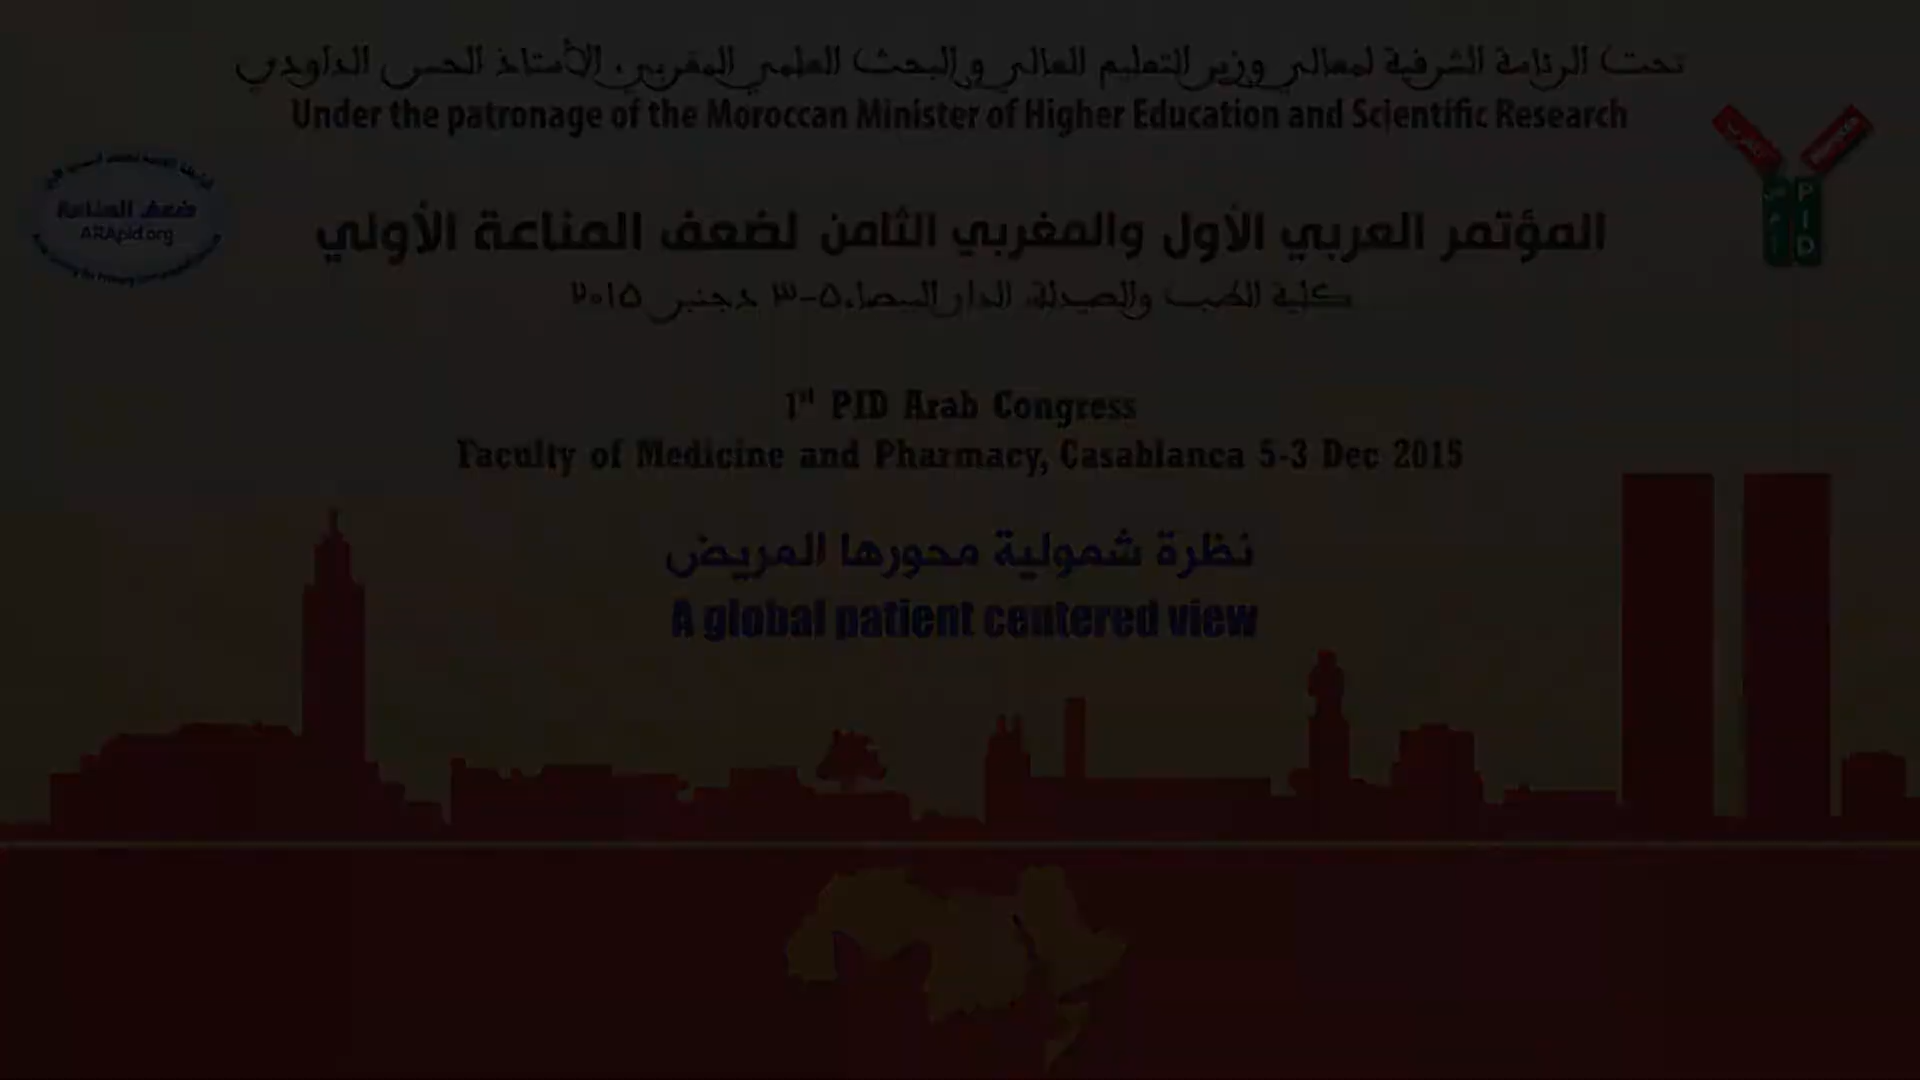 تحت الرئاسة الشرفية لمعالي وزير التعليم العالي و البحث العلمي المغربي، الأستاذ الحسن الداودي
Under the patronage of the Moroccan Minister of Higher Education and Scientific Research
ضعف المناعة
ARApid.org
PID
المؤتمر العربي الأول والمغربي الثامن لضعف المناعة الأولي
كلية الطب والصيدلة، الدار البيضاء ٥-٣ دجنبر ٢٠١٥
1st PID Arab Congress
Faculty of Medicine and Pharmacy, Casablanca 5-3 Dec 2015
نظرة شمولية محورها المريض
A global patient centered view